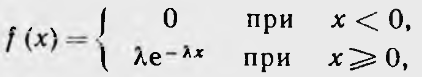 f (x) = { 0 при x < 0,
λe^{– λx} при x ⩾ 0,